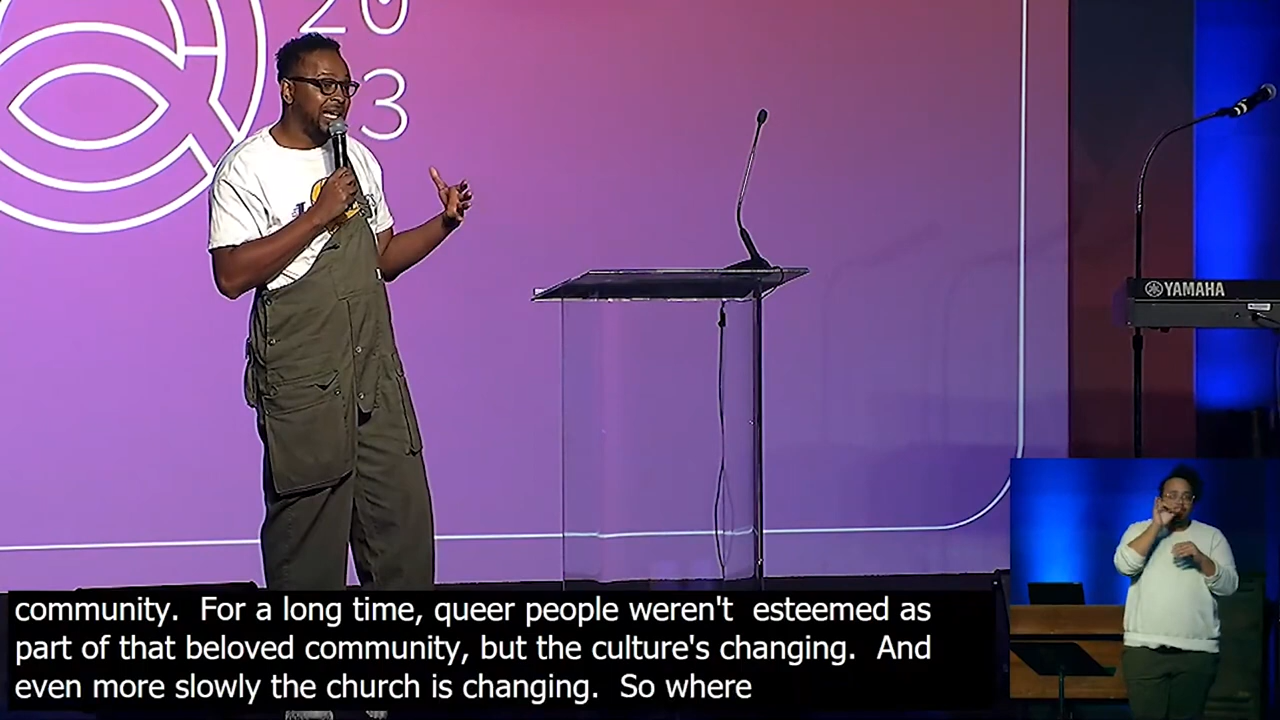 20
3
YAMAHA
community.  For a long time, queer people weren't  esteemed as
part of that beloved community, but the culture's changing.  And
even more slowly the church is changing.  So where